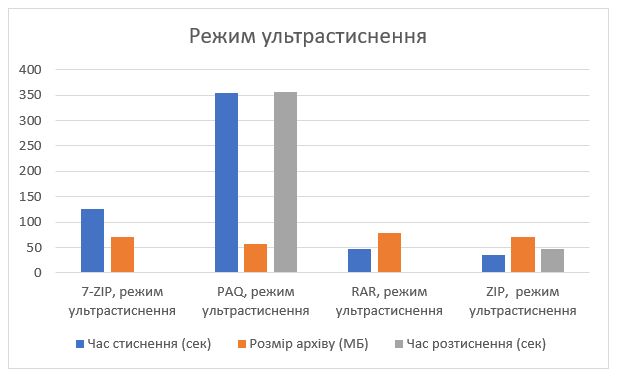 Режим ультрастиснення
400
350
300
250
200
150
100
50
0
7-ZIP, режим
ультрастиснення
PAQ, режим
ультрастиснення
RAR, режим
ультрастиснення
ZIP,  режим
ультрастиснення
Час стиснення (сек)
Розмір архіву (МБ)
Час розтиснення (сек)